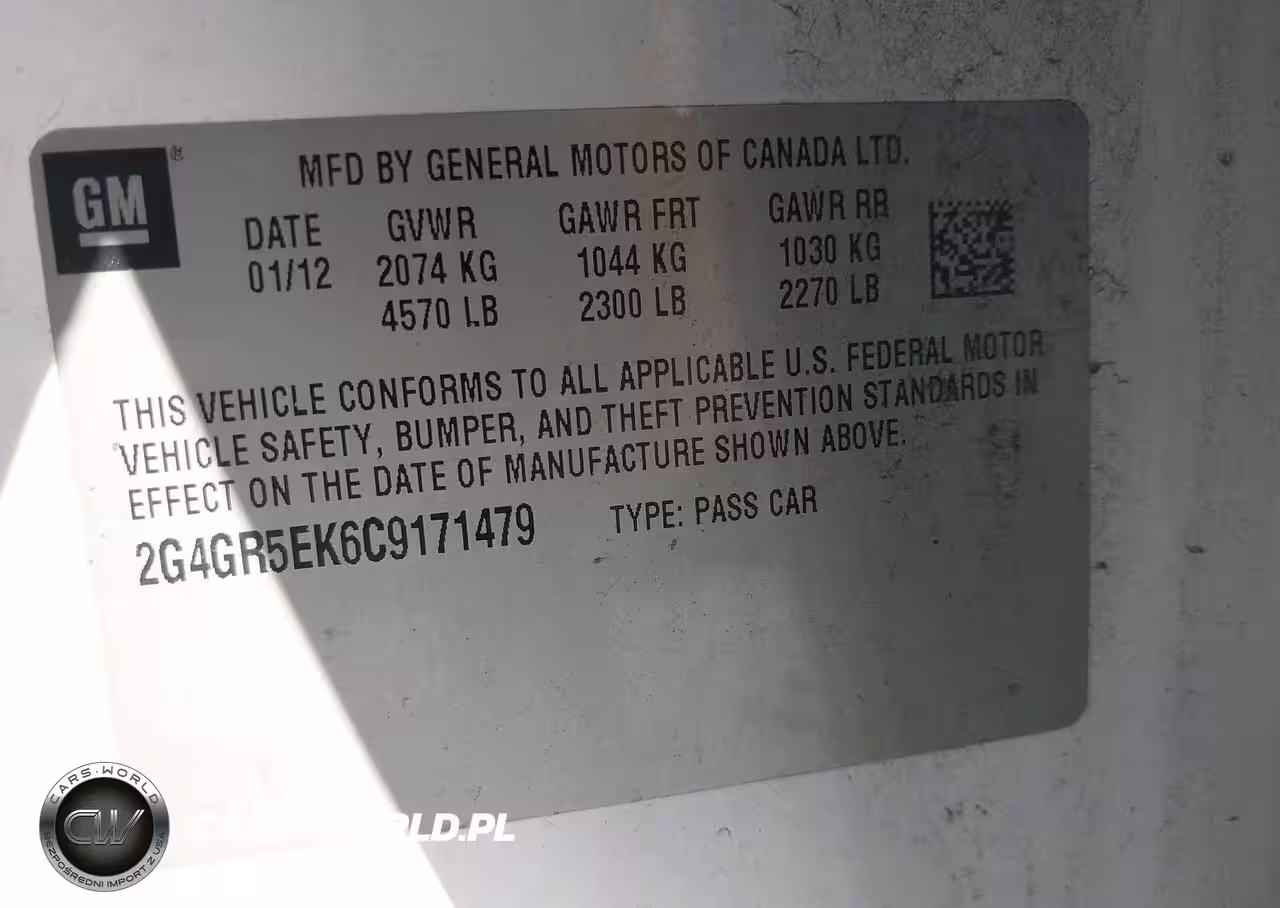 GM ®
MFD BY GENERAL MOTORS OF CANADA LTD.
DATE GVWR GAWR FRT GAWR RR
01/12 2074 KG 1044 KG 1030 KG
4570 LB 2300 LB 2270 LB
THIS VEHICLE CONFORMS TO ALL APPLICABLE U.S. FEDERAL MOTOR
VEHICLE SAFETY, BUMPER, AND THEFT PREVENTION STANDARDS IN
EFFECT ON THE DATE OF MANUFACTURE SHOWN ABOVE.
2G4GR5EK6C9171479 TYPE: PASS CAR
CARS-WORLD
CW
BEZPOŚREDNI IMPORT Z USA